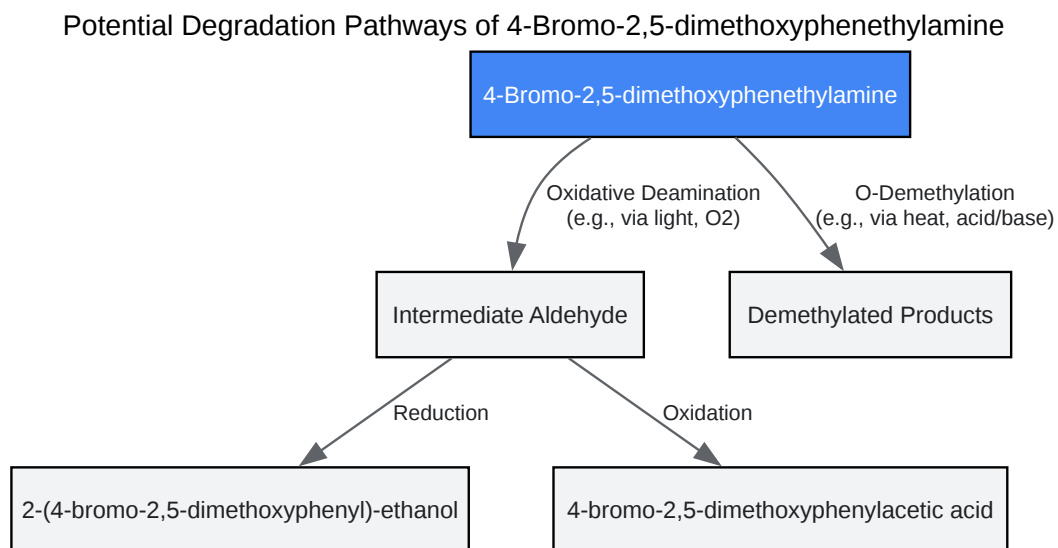 Potential Degradation Pathways of 4-Bromo-2,5-dimethoxyphenethylamine
4-Bromo-2,5-dimethoxyphenethylamine
Oxidative Deamination
(e.g., via light, O2)
O-Demethylation
(e.g., via heat, acid/base)
Intermediate Aldehyde
Demethylated Products
Reduction
Oxidation
2-(4-bromo-2,5-dimethoxyphenyl)-ethanol
4-bromo-2,5-dimethoxyphenylacetic acid